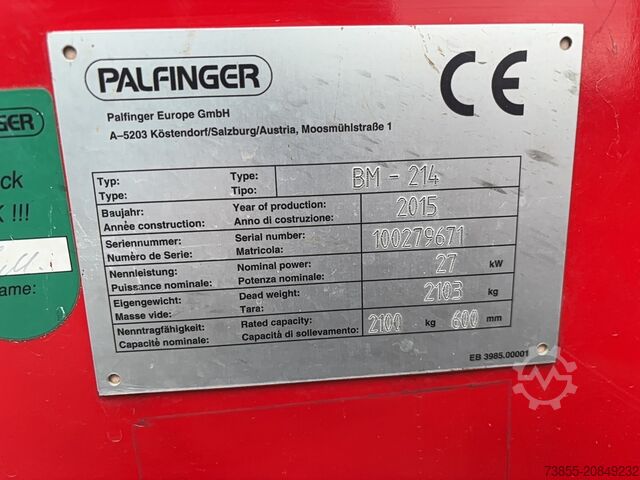 PALFINGER
CE
Palfinger Europe GmbH
A–5203 Köstendorf/Salzburg/Austria, Moosmühlstraße 1
Typ: Type: BM - 214
Type: Tipo:
Baujahr: Year of production: 2015
Année construction: Anno di costruzione:
Seriennummer: Serial number: 100279671
Numéro de Serie: Matricola:
Nennleistung: Nominal power: 27 kW
Puissance nominale: Potenza nominale:
Eigengewicht: Dead weight: 2103 kg
Masse vide: Tara:
Nenntragfähigkeit: Rated capacity: 2100 kg 600 mm
Capacité nominale: Capacità di sollevamento:
EB 3985.00001
NGER
ck
K !!!
ame:
73855-20849232